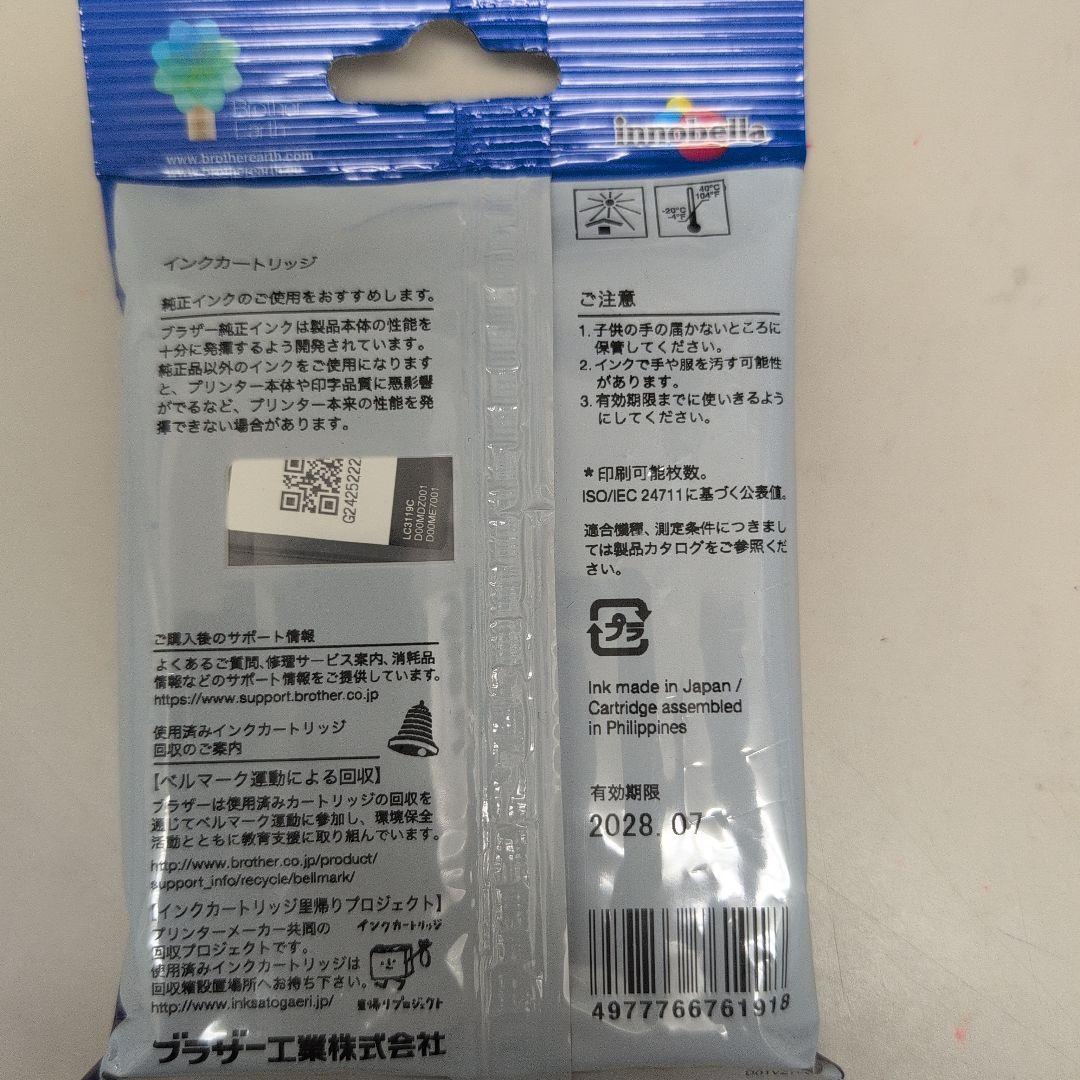 Brother
Earth
www.brotherearth.com
innobella
-20°C
-4°F
40°C
104°F
インクカートリッジ
純正インクのご使用をおすすめします。
ブラザー純正インクは製品本体の性能を
十分に発揮するよう開発されています。
純正品以外のインクをご使用になります
と、プリンター本体や印字品質に悪影響
がでるなど、プリンター本来の性能を発
揮できない場合があります。
G2425222
LC3119C
D00MDZ001
D00ME7001
ご購入後のサポート情報
よくあるご質問、修理サービス案内、消耗品
情報などのサポート情報をご提供しています。
https://www.support.brother.co.jp
使用済みインクカートリッジ
回収のご案内
【ベルマーク運動による回収】
ブラザーは使用済みカートリッジの回収を
通じてベルマーク運動に参加し、環境保全
活動とともに教育支援に取り組んでいます。
http://www.brother.co.jp/product/
support_info/recycle/bellmark/
【インクカートリッジ里帰りプロジェクト】
プリンターメーカー共同の
回収プロジェクトです。
使用済みインクカートリッジは
回収箱設置場所へお持ち下さい。
http://www.inksatogaeri.jp/
インクカートリッジ
里帰りプロジェクト
ブラザー工業株式会社
ご注意
1. 子供の手の届かないところに
保管してください。
2. インクで手や服を汚す可能性
があります。
3. 有効期限までに使いきるよう
にしてください。
*印刷可能枚数。
ISO/IEC 24711に基づく公表値。
適合機種、測定条件につきまし
ては製品カタログをご参照くだ
さい。
プラ
Ink made in Japan /
Cartridge assembled
in Philippines
有効期限
2028. 07
4977766761918